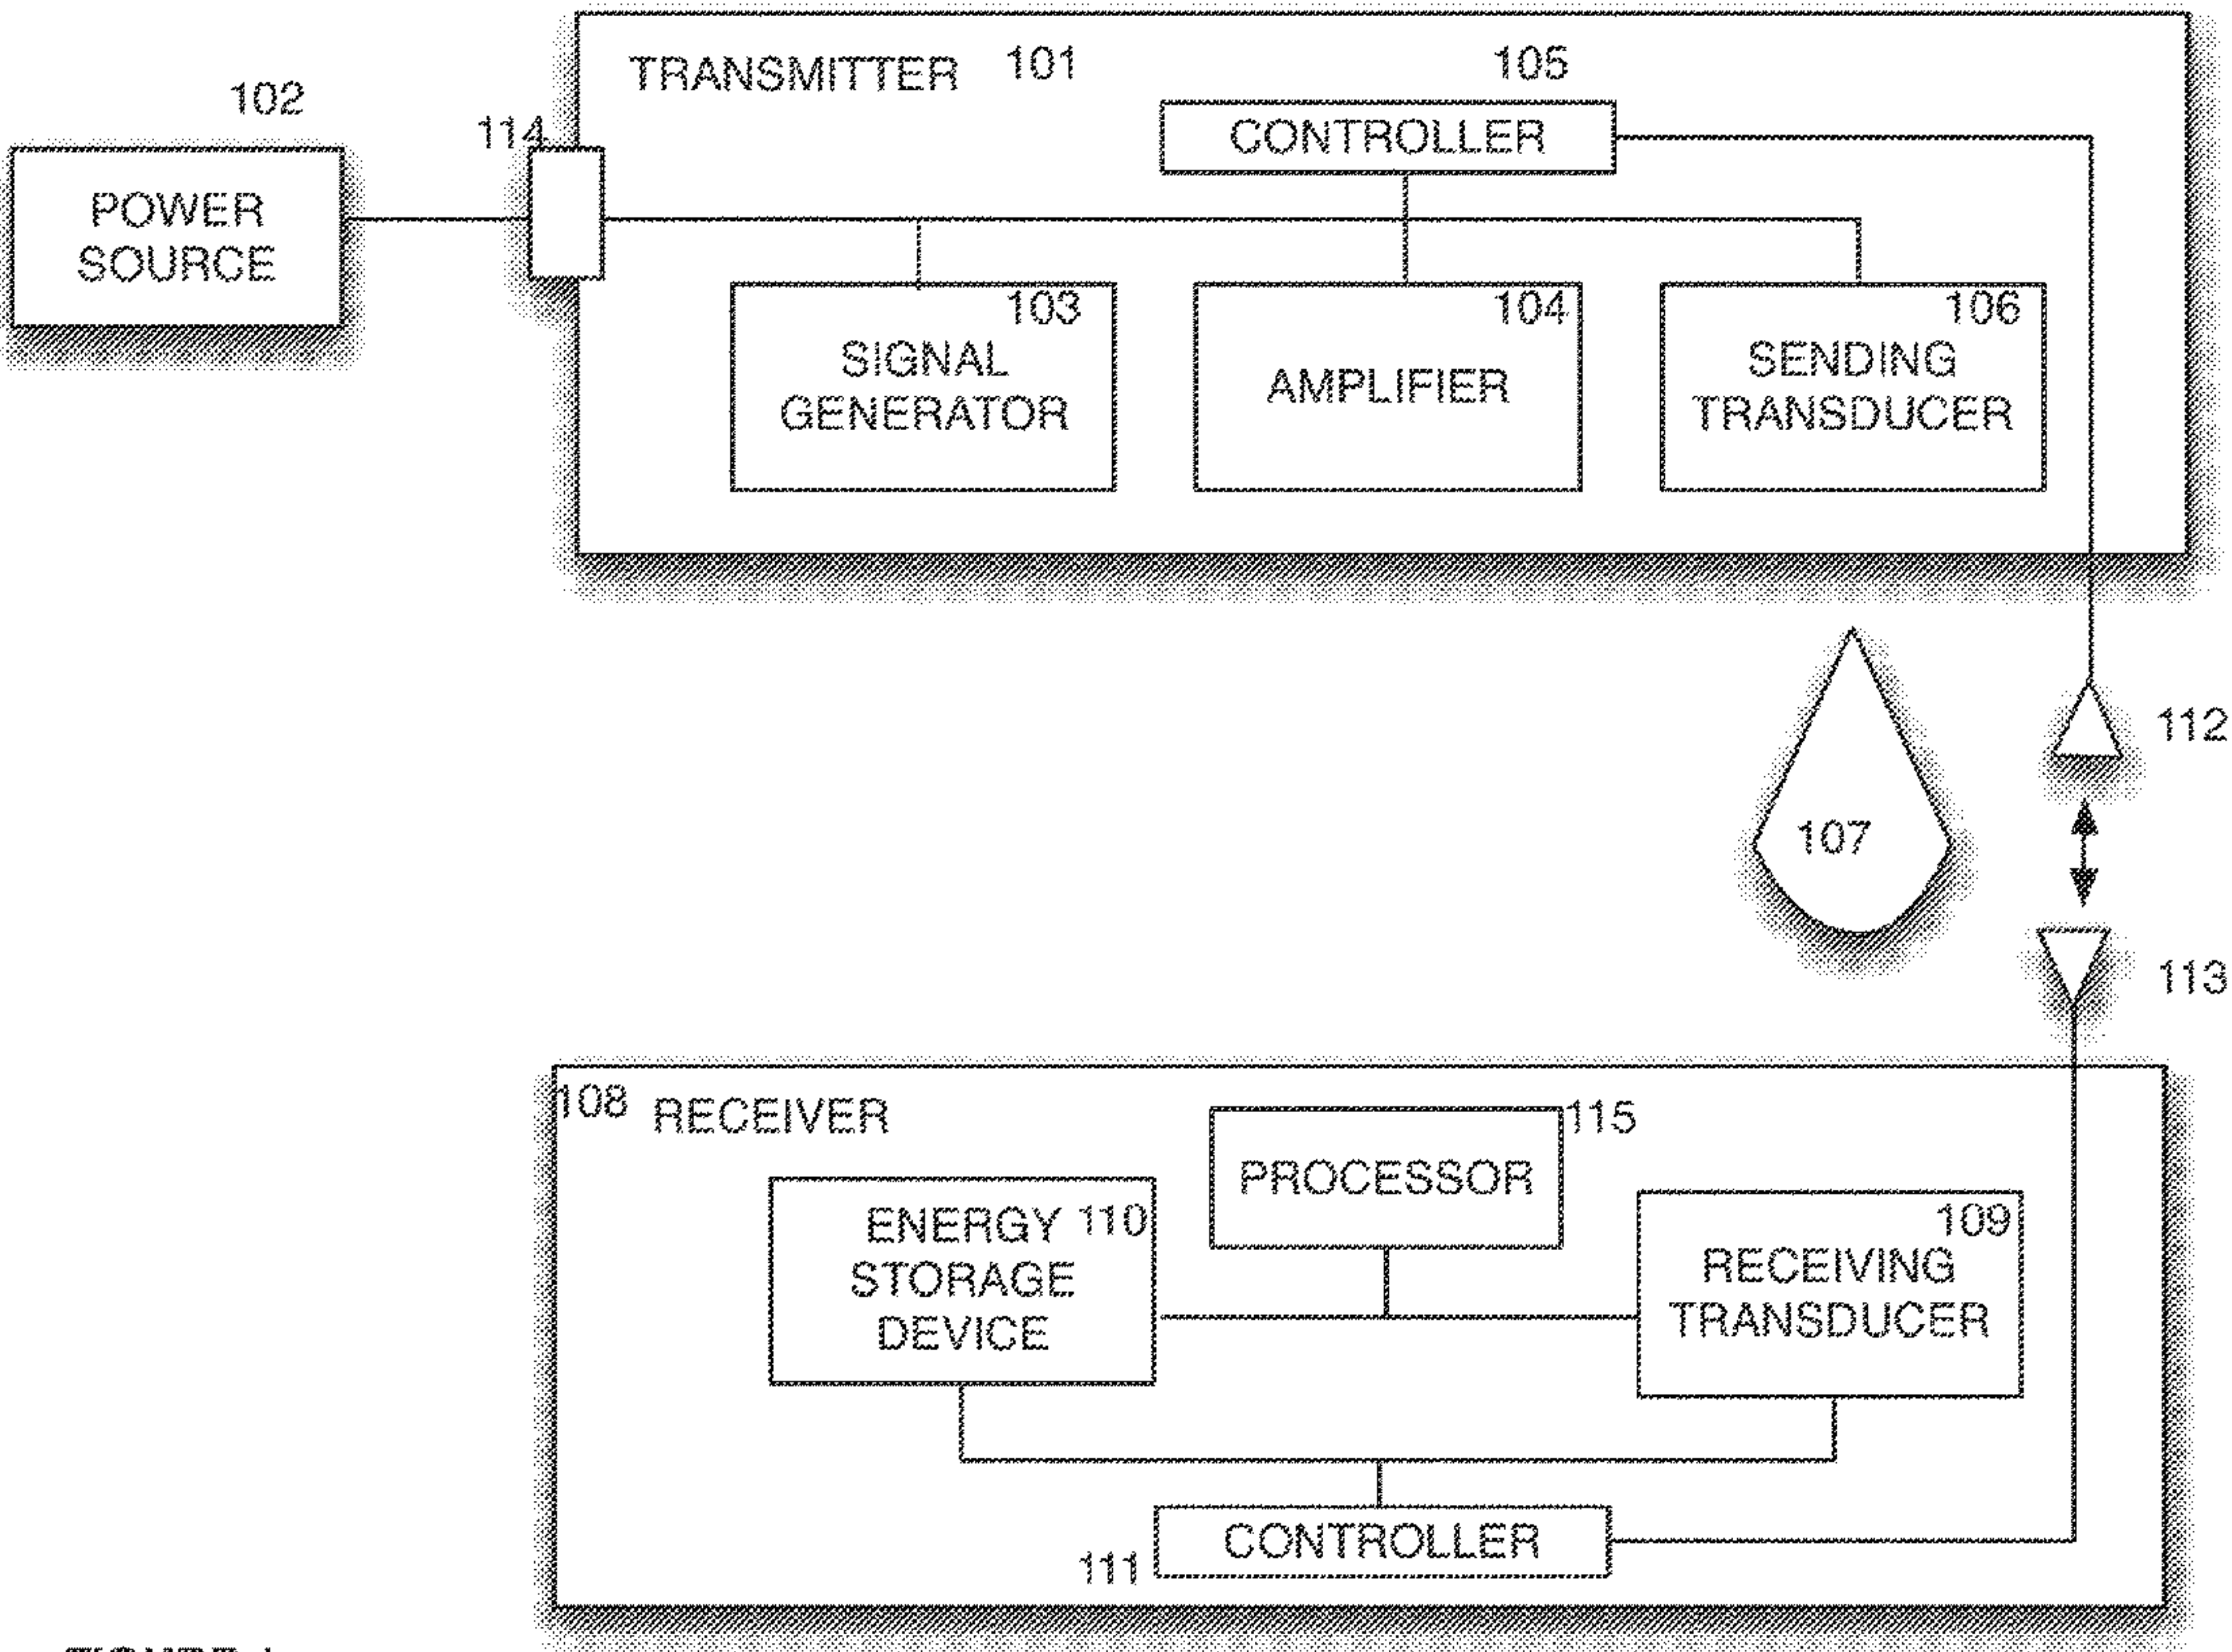 TRANSMITTER 101
105
102
114
CONTROLLER
POWER
SOURCE
103
SIGNAL
GENERATOR
104
AMPLIFIER
106
SENDING
TRANSDUCER
107
112
113
108 RECEIVER
115
PROCESSOR
ENERGY 110
STORAGE
DEVICE
109
RECEIVING
TRANSDUCER
CONTROLLER
111